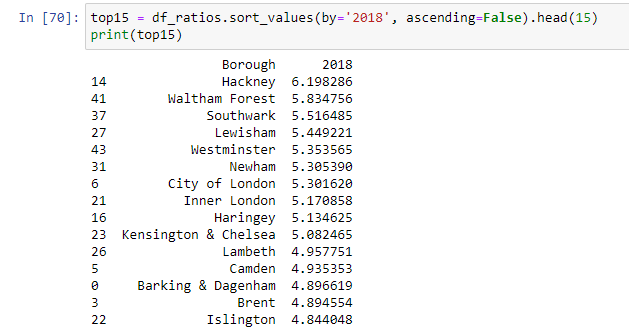 In [70]: top15 = df_ratios.sort_values(by='2018', ascending=False).head(15)
print(top15)
Borough 2018
14 Hackney 6.198286
41 Waltham Forest 5.834756
37 Southwark 5.516485
27 Lewisham 5.449221
43 Westminster 5.353565
31 Newham 5.305390
6 City of London 5.301620
21 Inner London 5.170858
16 Haringey 5.134625
23 Kensington & Chelsea 5.082465
26 Lambeth 4.957751
5 Camden 4.935353
0 Barking & Dagenham 4.896619
3 Brent 4.894554
22 Islington 4.844048